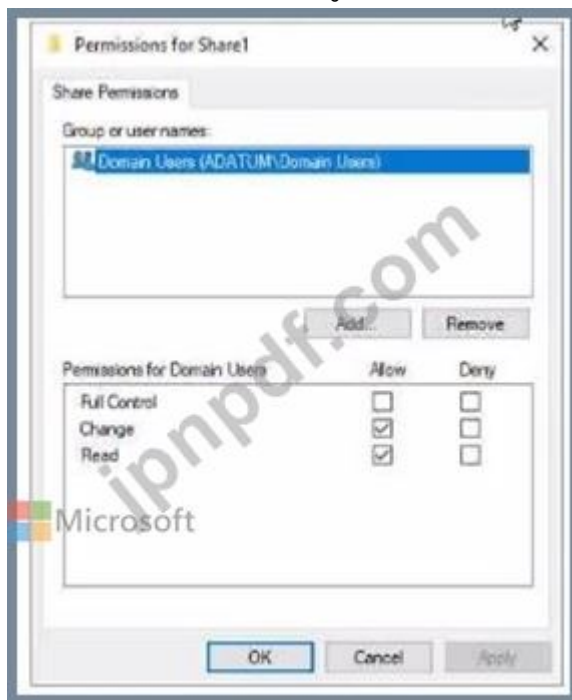 Permissions for Share1
Share Permissions
Group or user names:
Domain Users (ADATUM\Domain Users)
Add...
Remove
Permissions for Domain Users
Allow
Deny
Full Control
Change
Read
OK
Cancel
Apply
Microsoft
ipnpdf.com